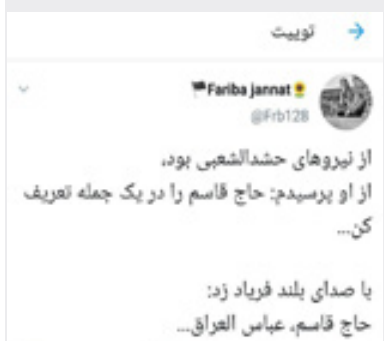 توییت
Fariba jannat
@Frb128
از نیروهای حشدالشعبی بود،
از او پرسیدم: حاج قاسم را در یک جمله تعریف
کن...
با صدای بلند فریاد زد:
حاج قاسم، عباس العراق...